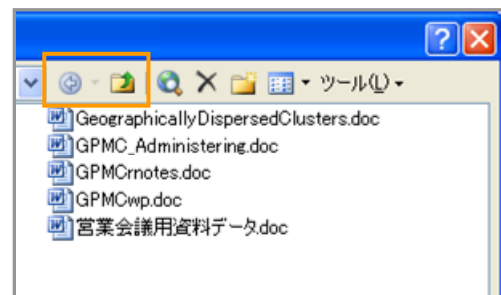 ツール(L)
GeographicallyDispersedClusters.doc
GPMC_Administering.doc
GPMCrnotes.doc
GPMCwp.doc
営業会議用資料データ.doc